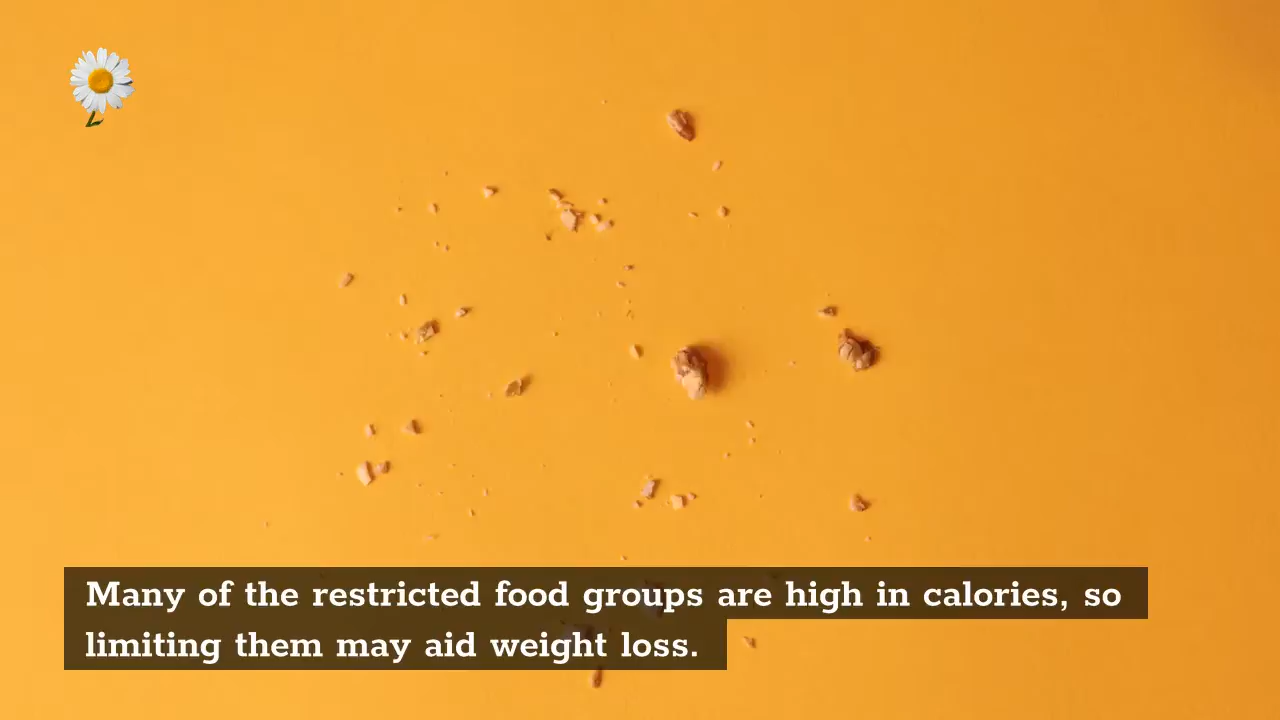 Many of the restricted food groups are high in calories, so
limiting them may aid weight loss.